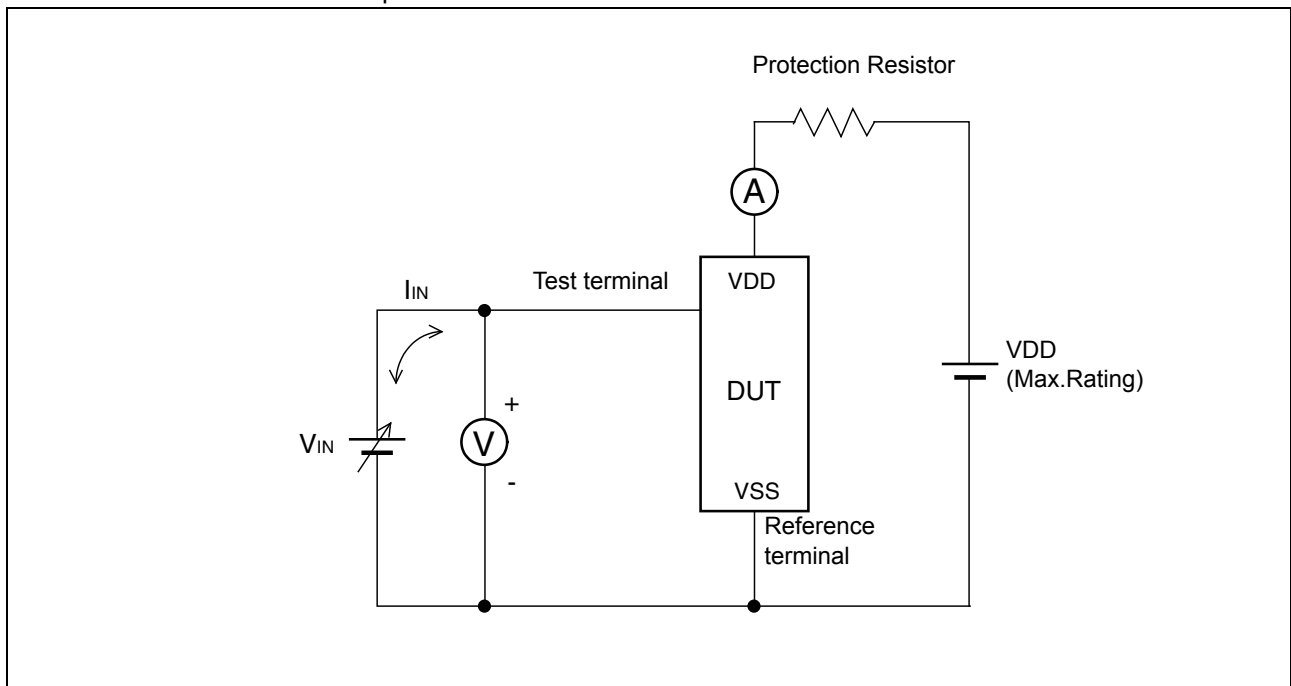 Protection Resistor
A
Test terminal
VDD
IIN
VDD
(Max.Rating)
DUT
+
VIN
V
-
VSS
Reference
terminal